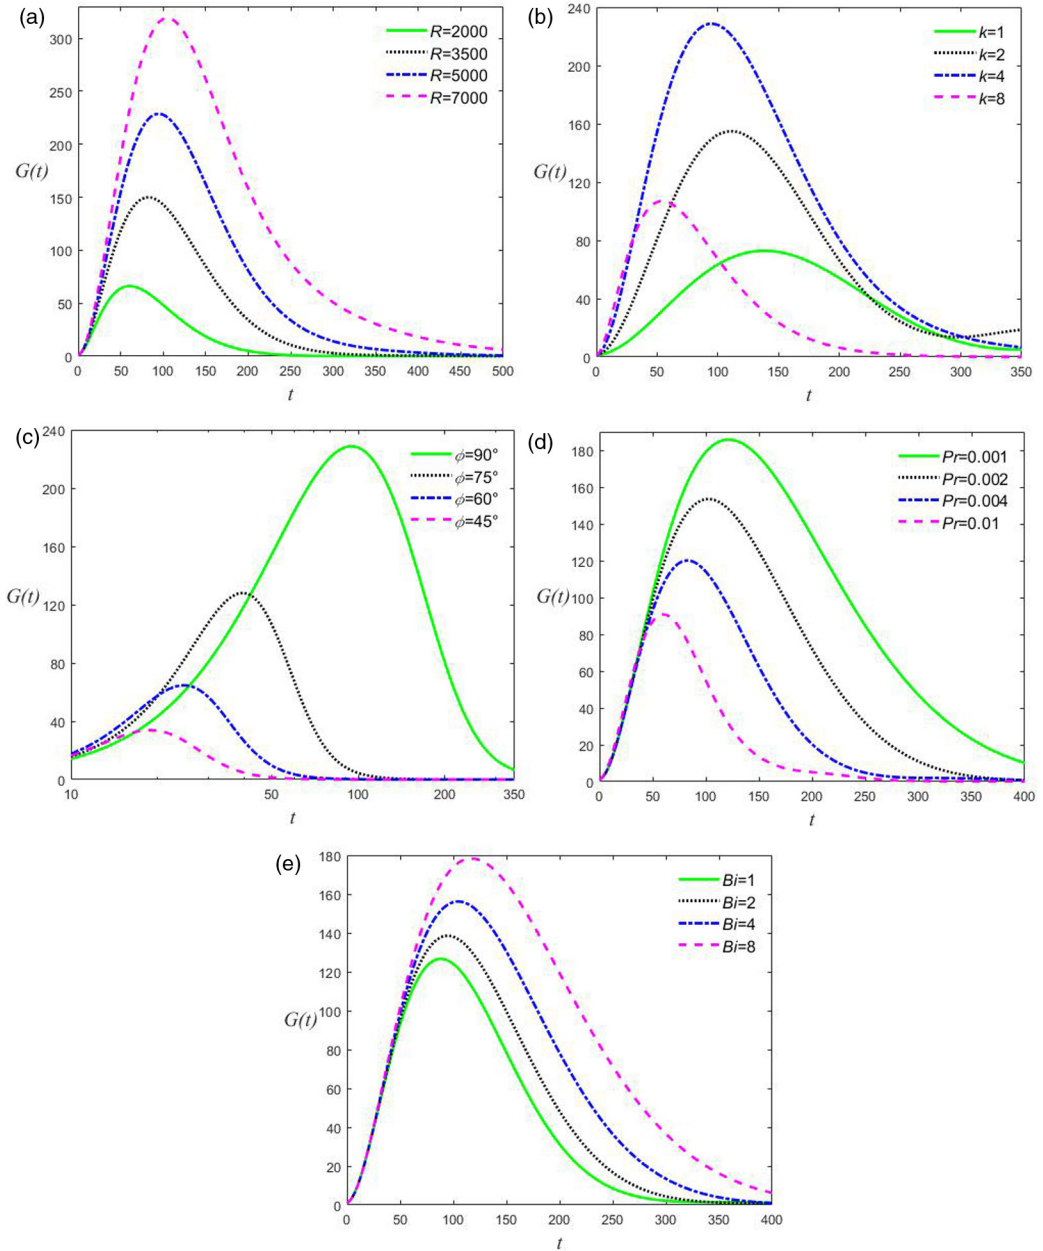 (a)
R=2000
R=3500
R=5000
R=7000
300
250
200
150
100
50
0
G(t)
0 50 100 150 200 250 300 350 400 450 500
t
(b)
k=1
k=2
k=4
k=8
240
200
160
120
80
40
0
G(t)
0 50 100 150 200 250 300 350
t
(c)
ϕ=90°
ϕ=75°
ϕ=60°
ϕ=45°
240
200
160
120
80
40
0
G(t)
10 50 100 200 350
t
(d)
Pr=0.001
Pr=0.002
Pr=0.004
Pr=0.01
180
160
140
120
100
80
60
40
20
0
G(t)
0 50 100 150 200 250 300 350 400
t
(e)
Bi=1
Bi=2
Bi=4
Bi=8
180
160
140
120
100
80
60
40
20
0
G(t)
0 50 100 150 200 250 300 350 400
t